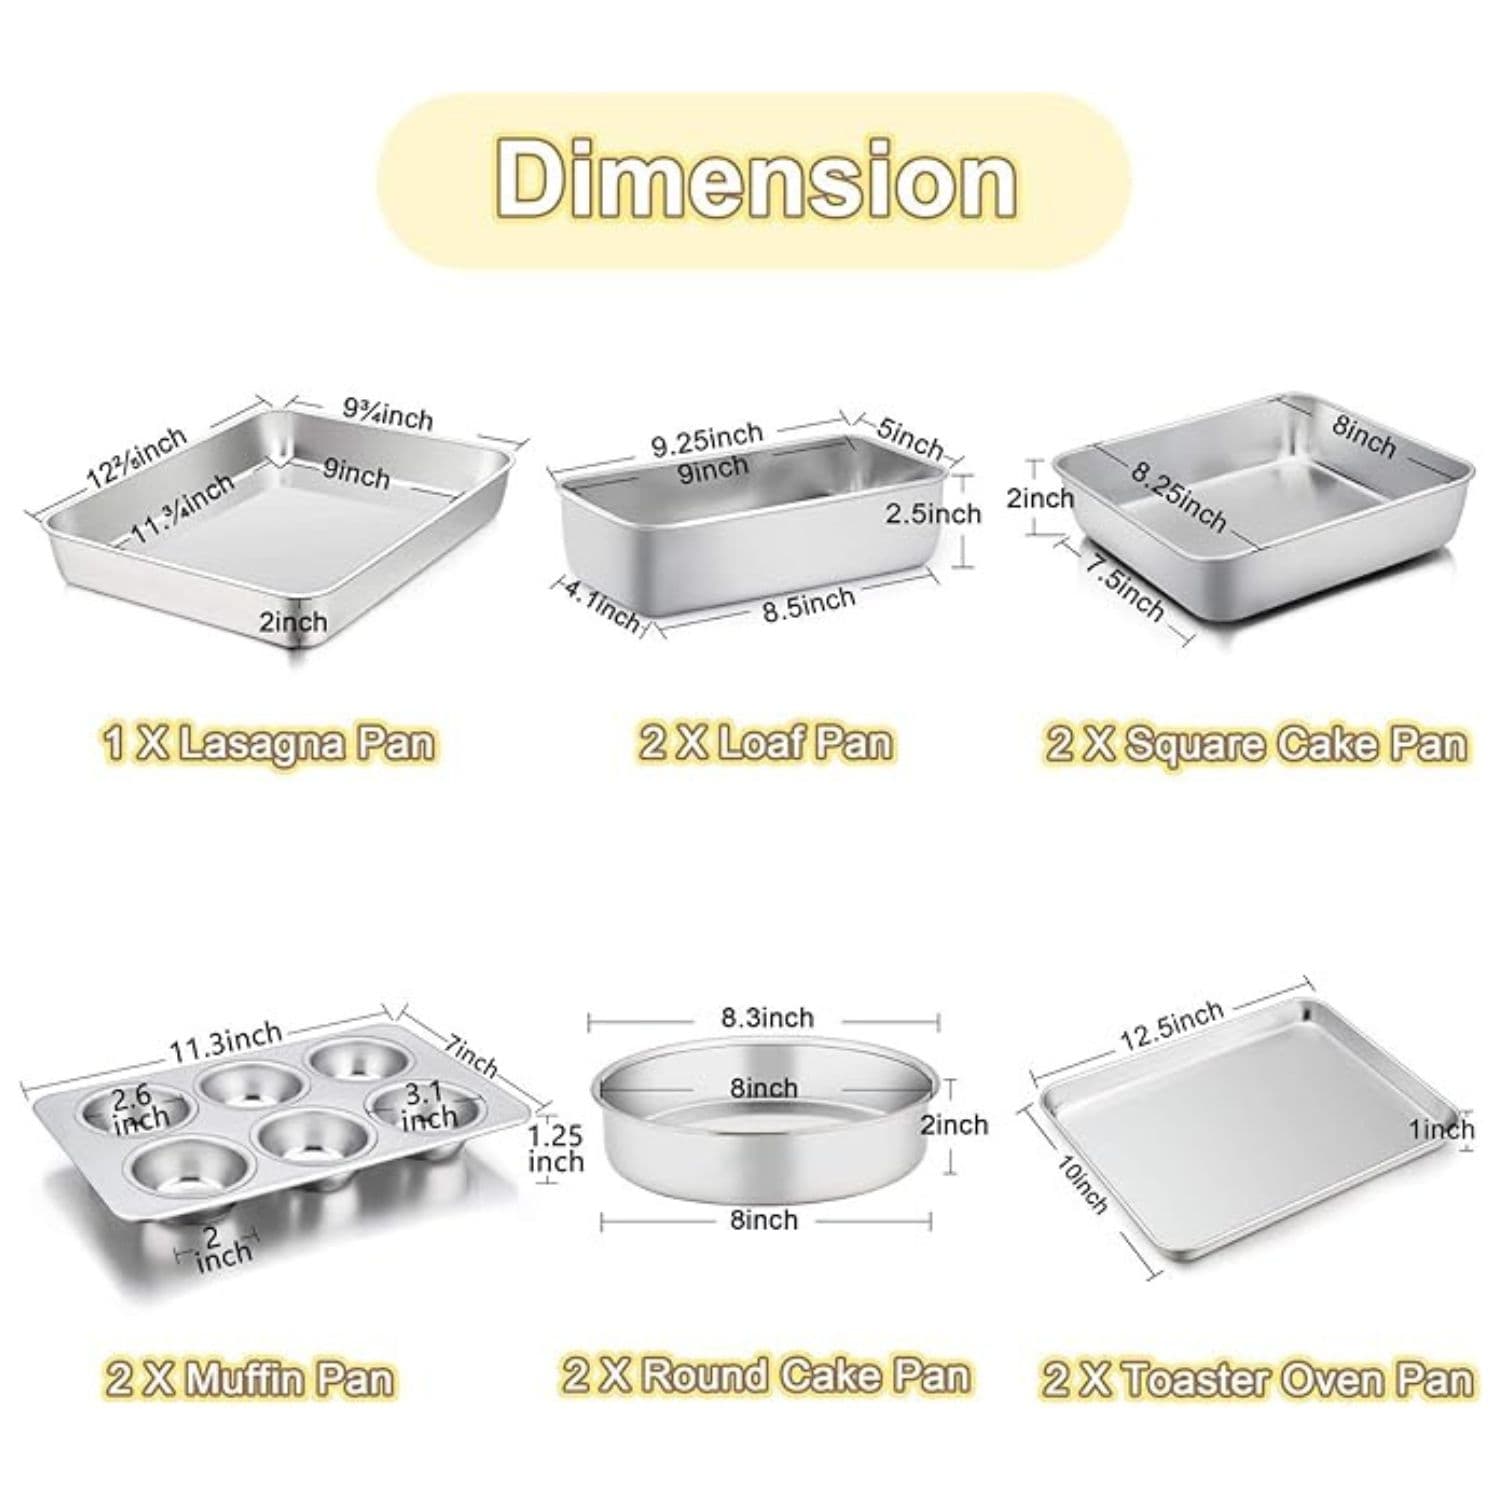 Dimension
12⅖inch
9¾inch
11.¾inch
9inch
2inch
9.25inch
5inch
9inch
2.5inch
4.1inch
8.5inch
8inch
8.25inch
2inch
7.5inch
1 X Lasagna Pan
2 X Loaf Pan
2 X Square Cake Pan
11.3inch
7inch
2.6
inch
3.1
inch
1.25
inch
2
inch
8.3inch
8inch
2inch
8inch
12.5inch
1inch
10inch
2 X Muffin Pan
2 X Round Cake Pan
2 X Toaster Oven Pan